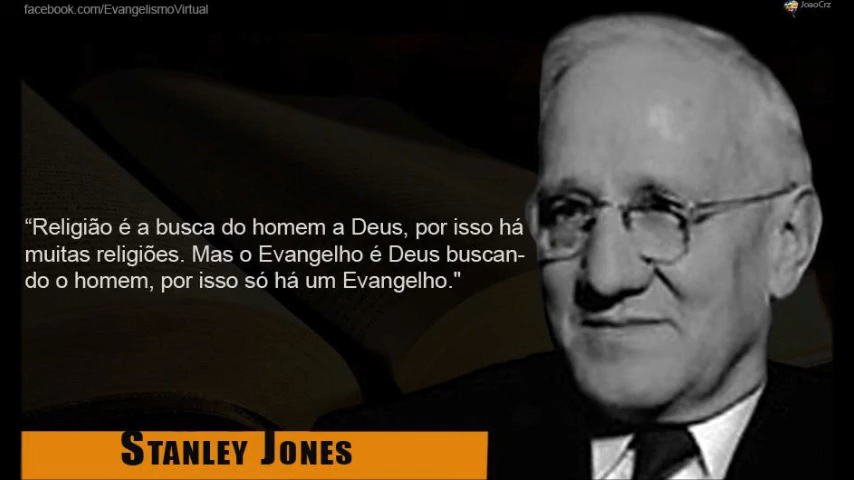 facebook.com/EvangelismoVirtual
JoaoCrz
“Religião é a busca do homem a Deus, por isso há
muitas religiões. Mas o Evangelho é Deus buscan-
do o homem, por isso só há um Evangelho."
STANLEY JONES